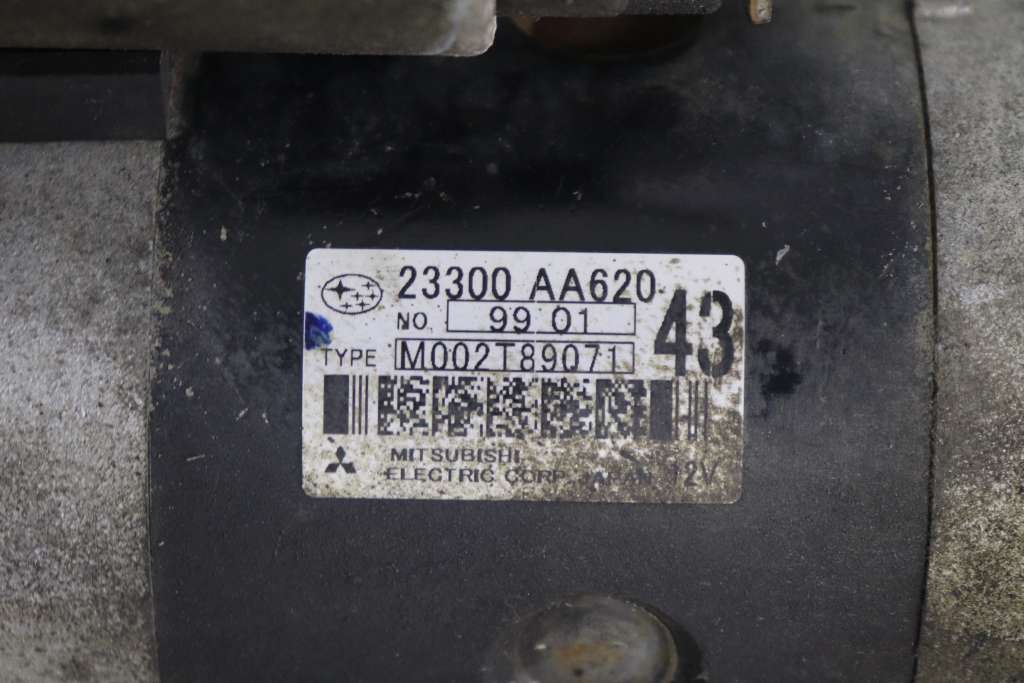 23300 AA620
43
NO. 99 01
TYPE M002T89071
MITSUBISHI
ELECTRIC CORP. JAPAN 12V